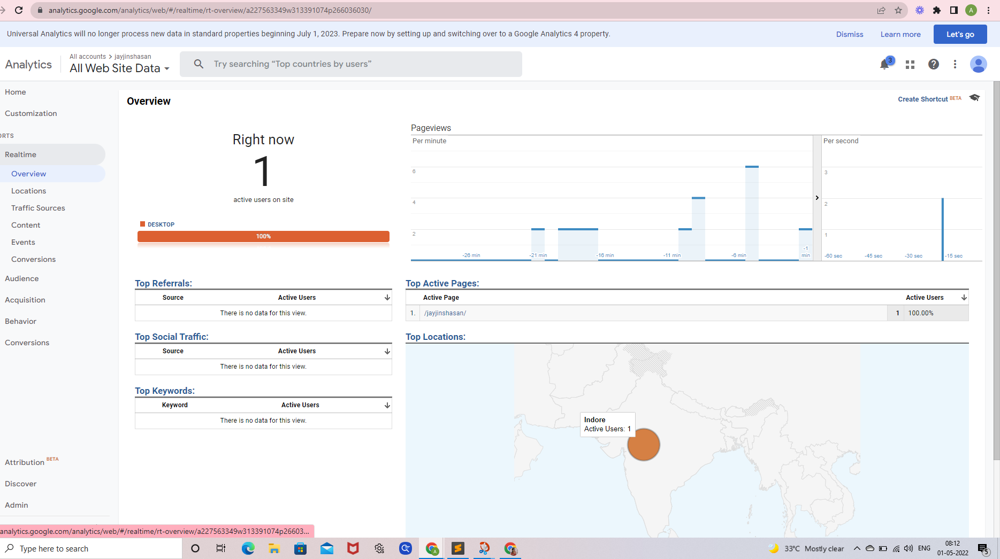 analytics.google.com/analytics/web/#/realtime/rt-overview/a227563349w313391074p266036030/
A
Universal Analytics will no longer process new data in standard properties beginning July 1, 2023. Prepare now by setting up and switching over to a Google Analytics 4 property.
Dismiss
Learn more
Let's go
Analytics
All accounts > jayjinshasan
All Web Site Data
Try searching “Top countries by users”
3
Home
Customization
ORTS
Realtime
Overview
Locations
Traffic Sources
Content
Events
Conversions
Audience
Acquisition
Behavior
Conversions
Attribution BETA
Discover
Admin
Overview
Create Shortcut BETA
Right now
1
active users on site
DESKTOP
100%
Pageviews
Per minute
6
4
2
-26 min
-21 min
-16 min
-11 min
-6 min
-1
min
Per second
3
2
1
-60 sec
-45 sec
-30 sec
-15 sec
Top Referrals:
Source Active Users
There is no data for this view.
Top Social Traffic:
Source Active Users
There is no data for this view.
Top Keywords:
Keyword Active Users
There is no data for this view.
Top Active Pages:
Active Page Active Users
1. /jayjinshasan/ 1 100.00%
Top Locations:
Indore
Active Users: 1
analytics.google.com/analytics/web/#/realtime/rt-overview/a227563349w313391074p26603...
Type here to search
33°C Mostly clear
ENG
08:12
01-05-2022
5